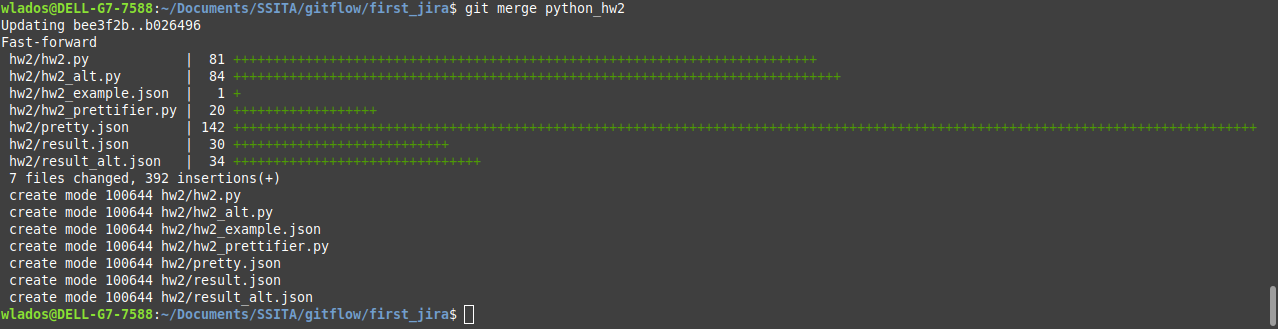 wlados@DELL-G7-7588:~/Documents/SSITA/gitflow/first_jira$ git merge python_hw2
Updating bee3f2b..b026496
Fast-forward
 hw2/hw2.py            |  81 +++++++++++++++++++++++++++++++++++++++++++++++++++++++++++++++++++++++++
 hw2/hw2_alt.py        |  84 ++++++++++++++++++++++++++++++++++++++++++++++++++++++++++++++++++++++++++++
 hw2/hw2_example.json  |   1 +
 hw2/hw2_prettifier.py |  20 ++++++++++++++++++
 hw2/pretty.json       | 142 ++++++++++++++++++++++++++++++++++++++++++++++++++++++++++++++++++++++++++++++++++++++++++++++++++++++++++++++++++++++++++++++++
 hw2/result.json       |  30 +++++++++++++++++++++++++++
 hw2/result_alt.json   |  34 +++++++++++++++++++++++++++++++
 7 files changed, 392 insertions(+)
 create mode 100644 hw2/hw2.py
 create mode 100644 hw2/hw2_alt.py
 create mode 100644 hw2/hw2_example.json
 create mode 100644 hw2/hw2_prettifier.py
 create mode 100644 hw2/pretty.json
 create mode 100644 hw2/result.json
 create mode 100644 hw2/result_alt.json
wlados@DELL-G7-7588:~/Documents/SSITA/gitflow/first_jira$